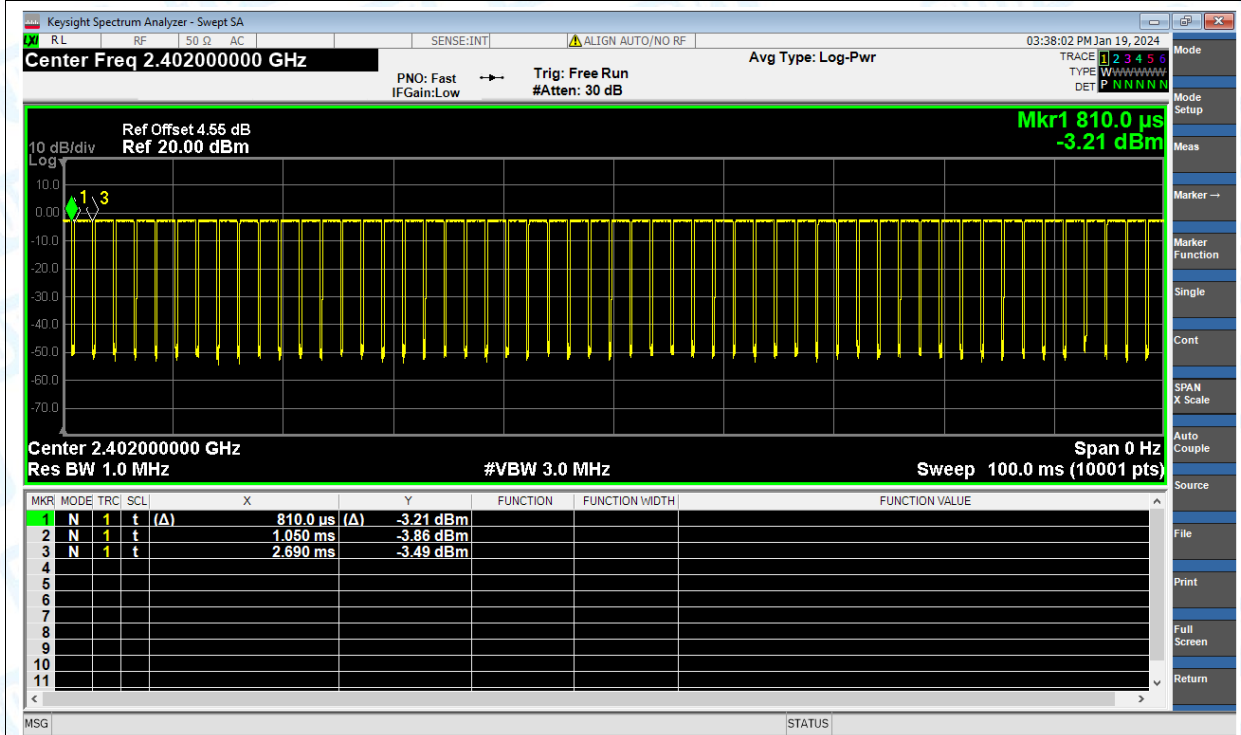 Keysight Spectrum Analyzer - Swept SA
LXI RL RF 50 Ω AC SENSE:INT ALIGN AUTO/NO RF 03:38:02 PM Jan 19, 2024
Center Freq 2.402000000 GHz
PNO: Fast
IFGain:Low
Trig: Free Run
#Atten: 30 dB
Avg Type: Log-Pwr
TRACE 1 2 3 4 5 6
TYPE WWWWWWW
DET P N N N N N
Ref Offset 4.55 dB
10 dB/div Ref 20.00 dBm
Log
Mkr1 810.0 µs
-3.21 dBm
10.0
0.00
-10.0
-20.0
-30.0
-40.0
-50.0
-60.0
-70.0
1 3
Center 2.402000000 GHz Span 0 Hz
Res BW 1.0 MHz #VBW 3.0 MHz Sweep 100.0 ms (10001 pts)
MKR MODE TRC SCL X Y FUNCTION FUNCTION WIDTH FUNCTION VALUE
1 N 1 t (Δ) 810.0 µs (Δ) -3.21 dBm
2 N 1 t 1.050 ms -3.86 dBm
3 N 1 t 2.690 ms -3.49 dBm
4
5
6
7
8
9
10
11
MSG STATUS
Mode
Mode
Setup
Meas
Marker →
Marker
Function
Single
Cont
SPAN
X Scale
Auto
Couple
Source
File
Print
Full
Screen
Return